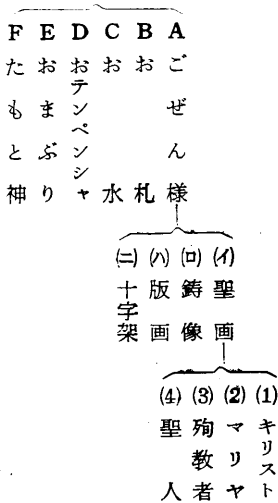 A ごぜん様
B お札
C お水
D おテンペンシャ
E おまぶり
F たもと神
(イ) 聖画
(ロ) 鋳像
(ハ) 版画
(ニ) 十字架
(1) キリスト
(2) マリヤ
(3) 殉教者
(4) 聖人